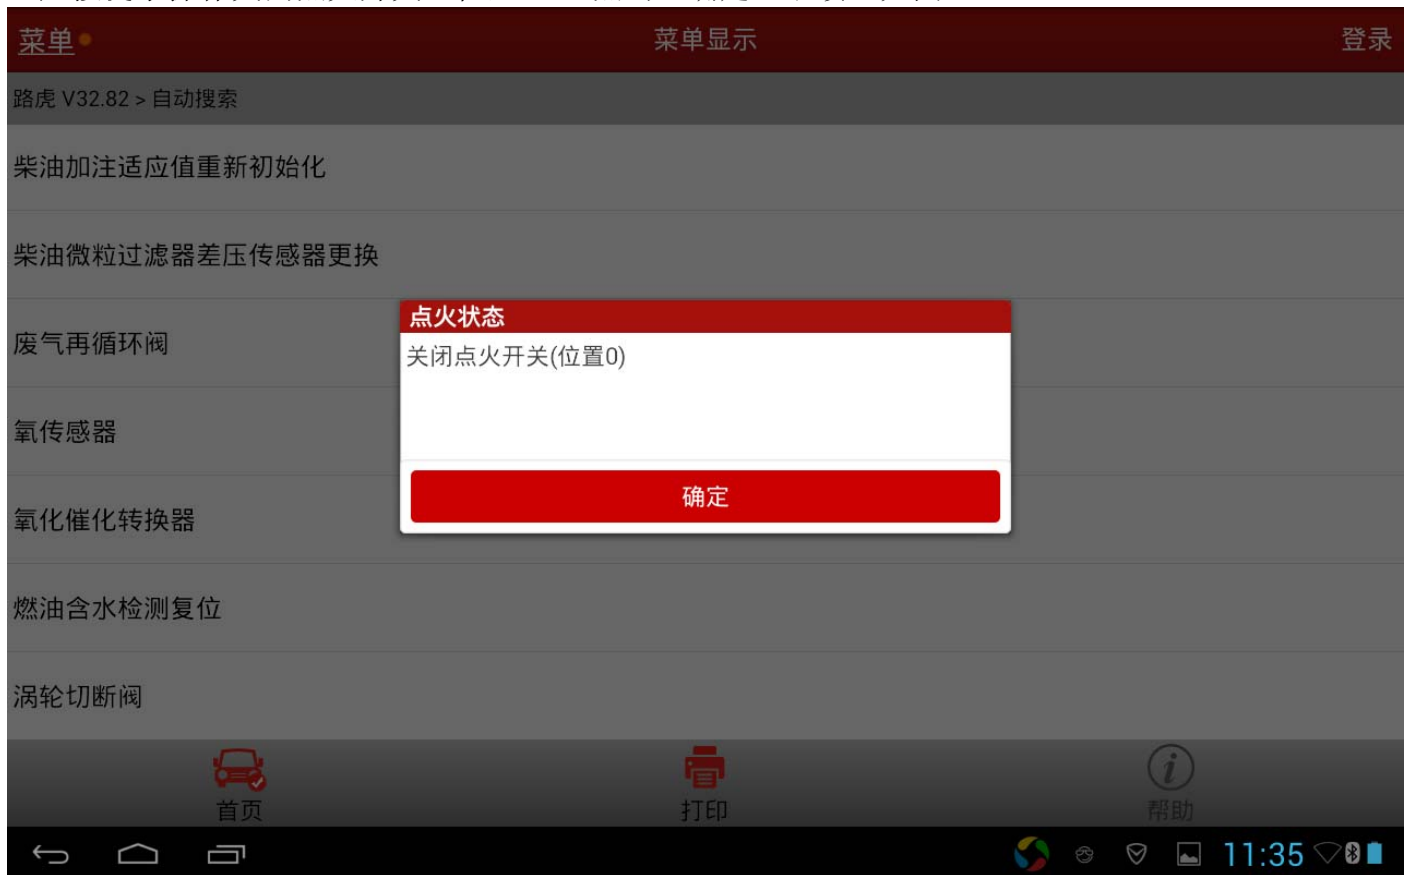 菜单
菜单显示
登录
路虎 V32.82 > 自动搜索
柴油加注适应值重新初始化
柴油微粒过滤器差压传感器更换
废气再循环阀
氧传感器
氧化催化转换器
燃油含水检测复位
涡轮切断阀
点火状态
关闭点火开关(位置0)
确定
首页
打印
帮助
11:35